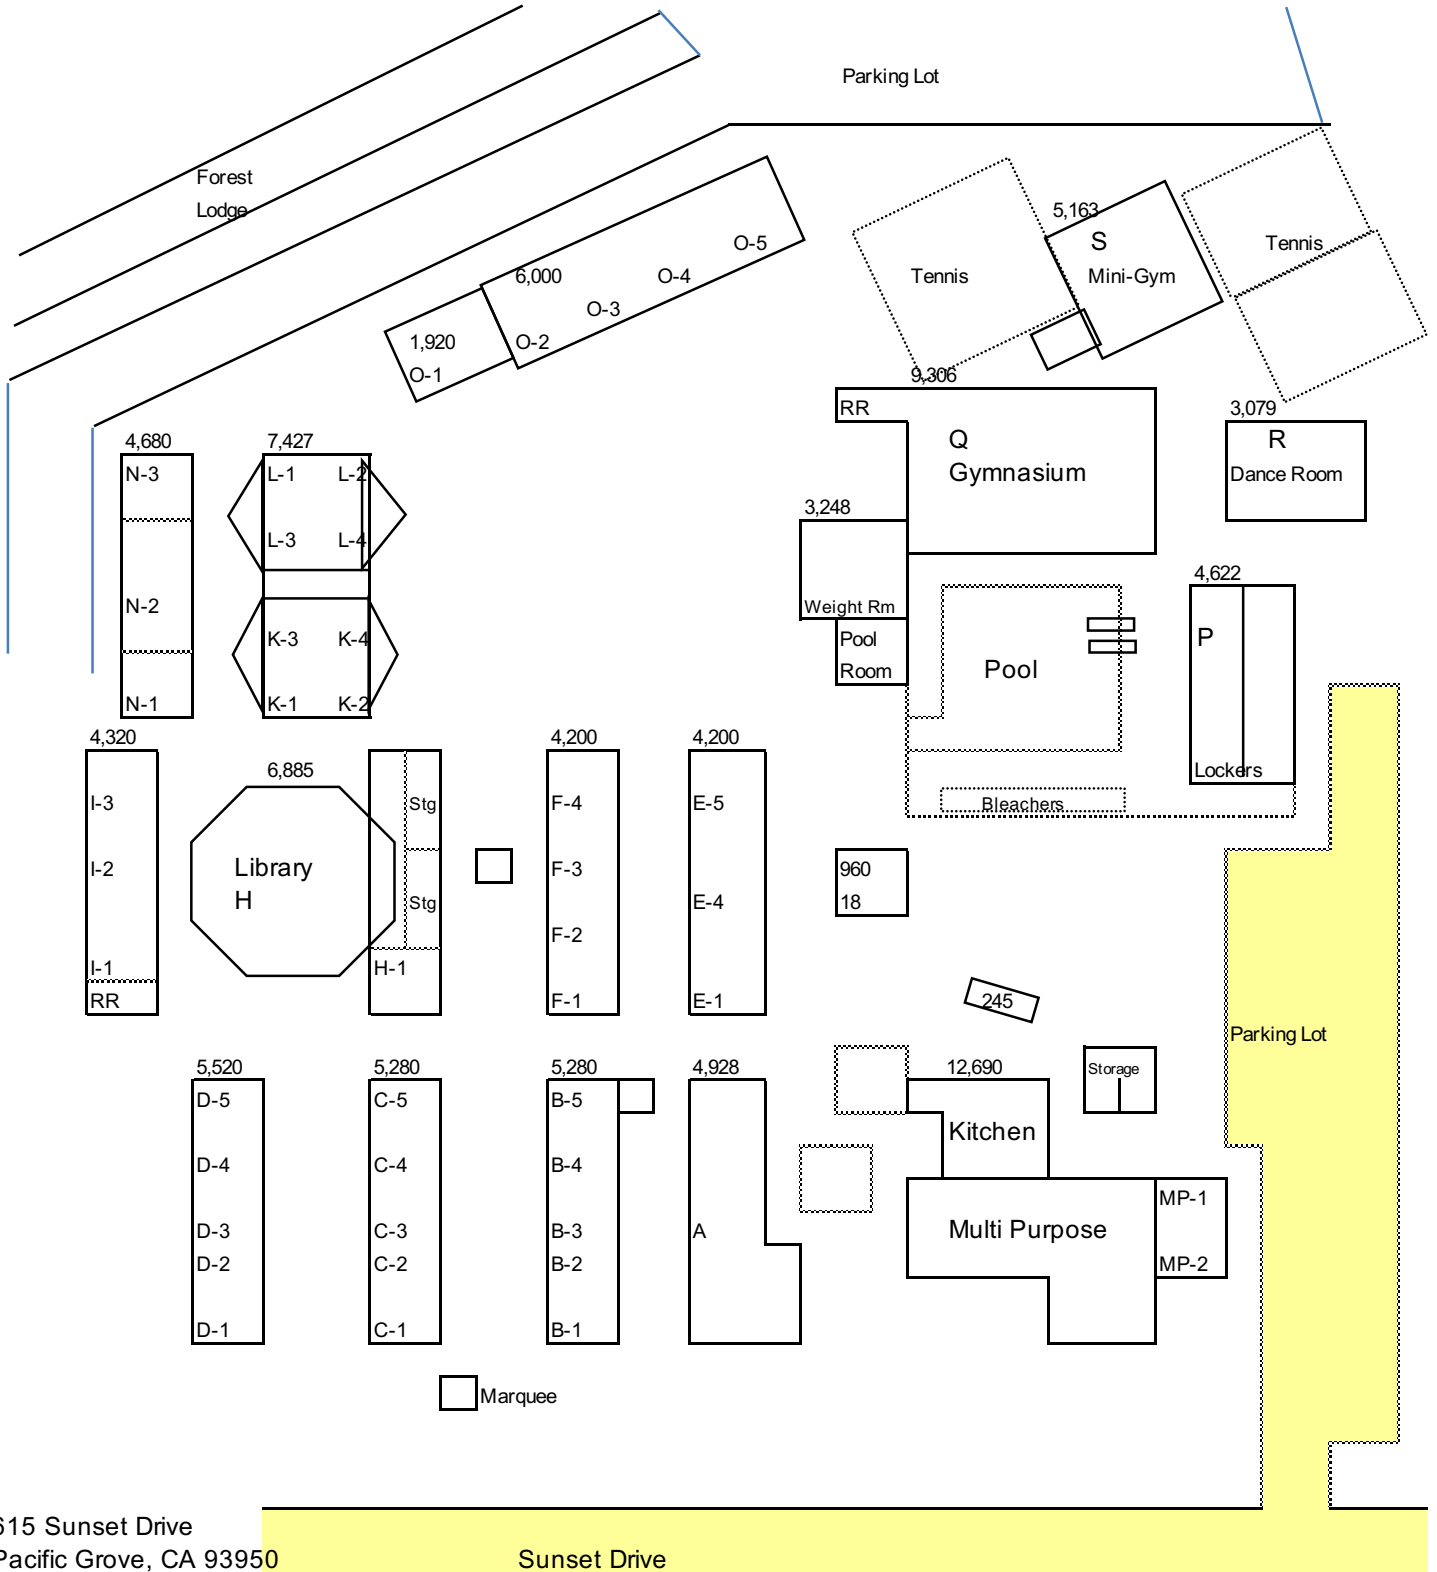 Parking Lot
Forest
Lodge
5,163
S
Mini-Gym
Tennis
Tennis
O-5
6,000
O-4
O-3
1,920
O-2
O-1
9,306
RR
Q
Gymnasium
3,079
R
Dance Room
4,680
7,427
N-3
L-1
L-2
3,248
L-3
L-4
4,622
N-2
Weight Rm
K-3
K-4
Pool
Room
P
Pool
N-1
K-1
K-2
4,320
4,200
4,200
6,885
Lockers
I-3
Stg
F-4
E-5
Bleachers
I-2
Library
H
F-3
960
18
Stg
E-4
F-2
I-1
H-1
RR
F-1
E-1
245
Parking Lot
5,520
5,280
5,280
4,928
12,690
Storage
D-5
C-5
B-5
Kitchen
D-4
C-4
B-4
MP-1
D-3
C-3
B-3
A
Multi Purpose
D-2
C-2
B-2
MP-2
D-1
C-1
B-1
Marquee
615 Sunset Drive
Pacific Grove, CA 93950
Sunset Drive